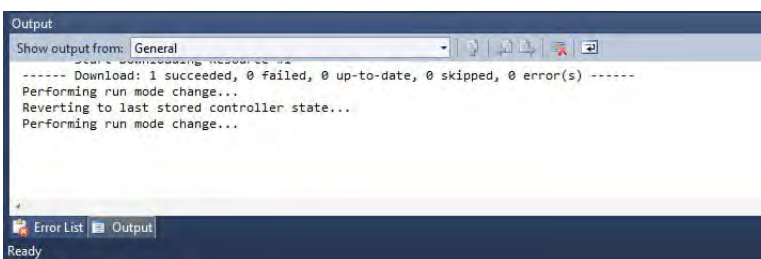 Output
Show output from: General
------ Download: 1 succeeded, 0 failed, 0 up-to-date, 0 skipped, 0 error(s) ------
Performing run mode change...
Reverting to last stored controller state...
Performing run mode change...
Error List Output
Ready